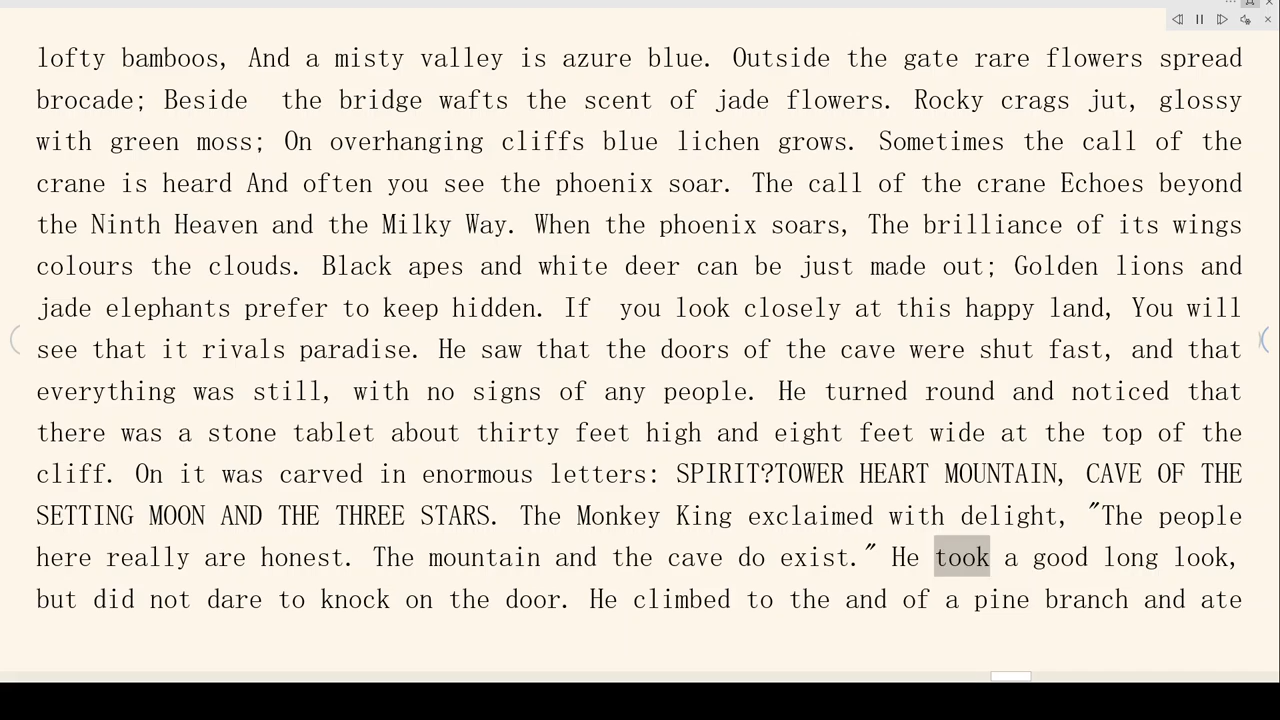 lofty bamboos, And a misty valley is azure blue. Outside the gate rare flowers spread
brocade; Beside  the bridge wafts the scent of jade flowers. Rocky crags jut, glossy
with green moss; On overhanging cliffs blue lichen grows. Sometimes the call of the
crane is heard And often you see the phoenix soar. The call of the crane Echoes beyond
the Ninth Heaven and the Milky Way. When the phoenix soars, The brilliance of its wings
colours the clouds. Black apes and white deer can be just made out; Golden lions and
jade elephants prefer to keep hidden. If  you look closely at this happy land, You will
see that it rivals paradise. He saw that the doors of the cave were shut fast, and that
everything was still, with no signs of any people. He turned round and noticed that
there was a stone tablet about thirty feet high and eight feet wide at the top of the
cliff. On it was carved in enormous letters: SPIRIT?TOWER HEART MOUNTAIN, CAVE OF THE
SETTING MOON AND THE THREE STARS. The Monkey King exclaimed with delight, "The people
here really are honest. The mountain and the cave do exist." He took a good long look,
but did not dare to knock on the door. He climbed to the and of a pine branch and ate